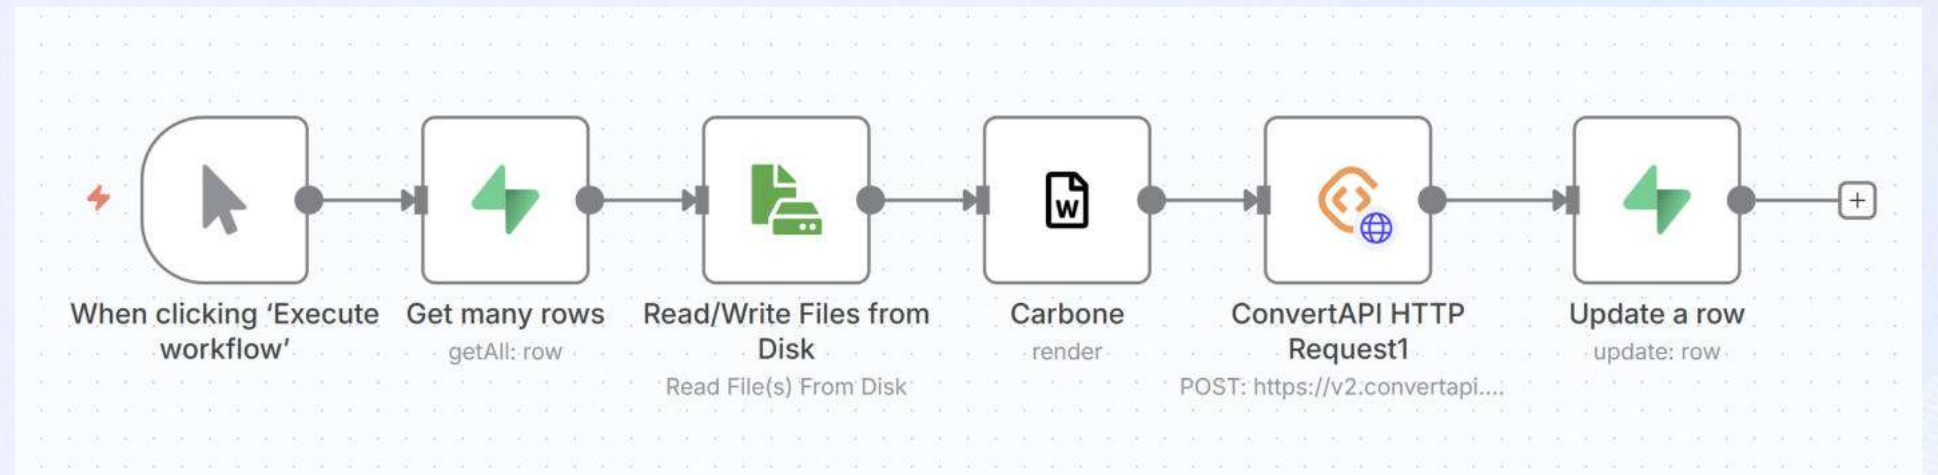 When clicking ‘Execute
workflow’
Get many rows
getAll: row
Read/Write Files from
Disk
Read File(s) From Disk
W
Carbone
render
ConvertAPI HTTP
Request1
POST: https://v2.convertapi....
Update a row
update: row